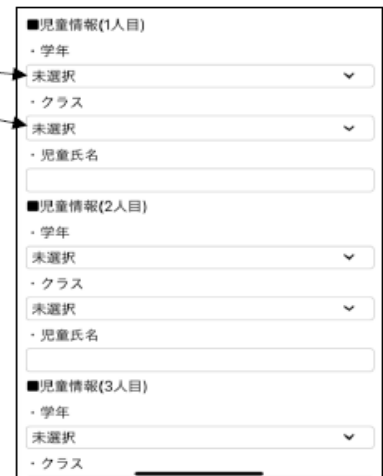 ■児童情報(1人目)
・学年
未選択
・クラス
未選択
・児童氏名
■児童情報(2人目)
・学年
未選択
・クラス
未選択
・児童氏名
■児童情報(3人目)
・学年
未選択
・クラス